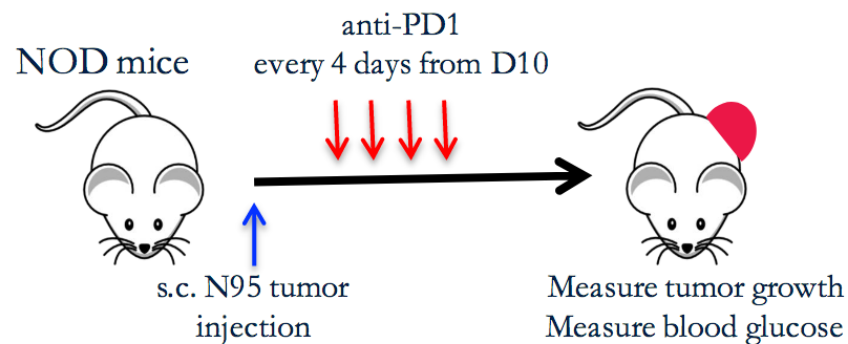 NOD mice
anti-PD1
every 4 days from D10
s.c. N95 tumor
injection
Measure tumor growth
Measure blood glucose